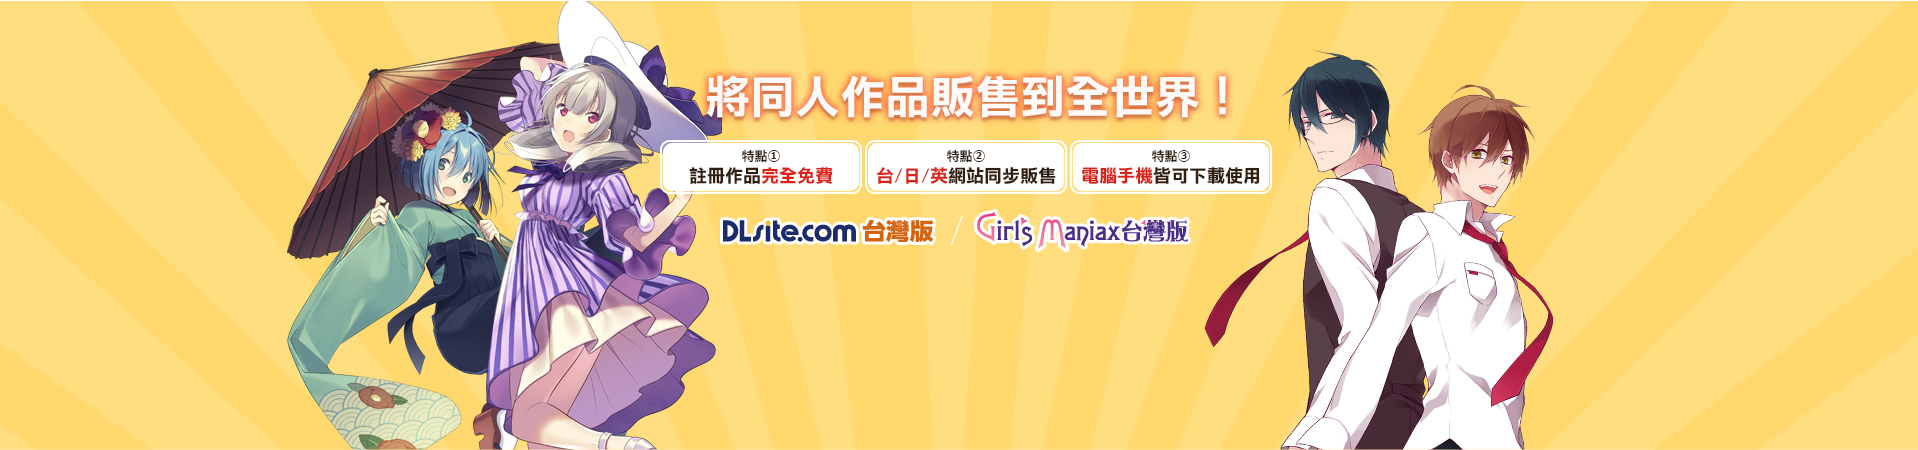 將同人作品販售到全世界！
特點①
註冊作品完全免費
特點②
台/日/英網站同步販售
特點③
電腦手機皆可下載使用
DLsite.com 台灣版 / Girl's Maniax台灣版